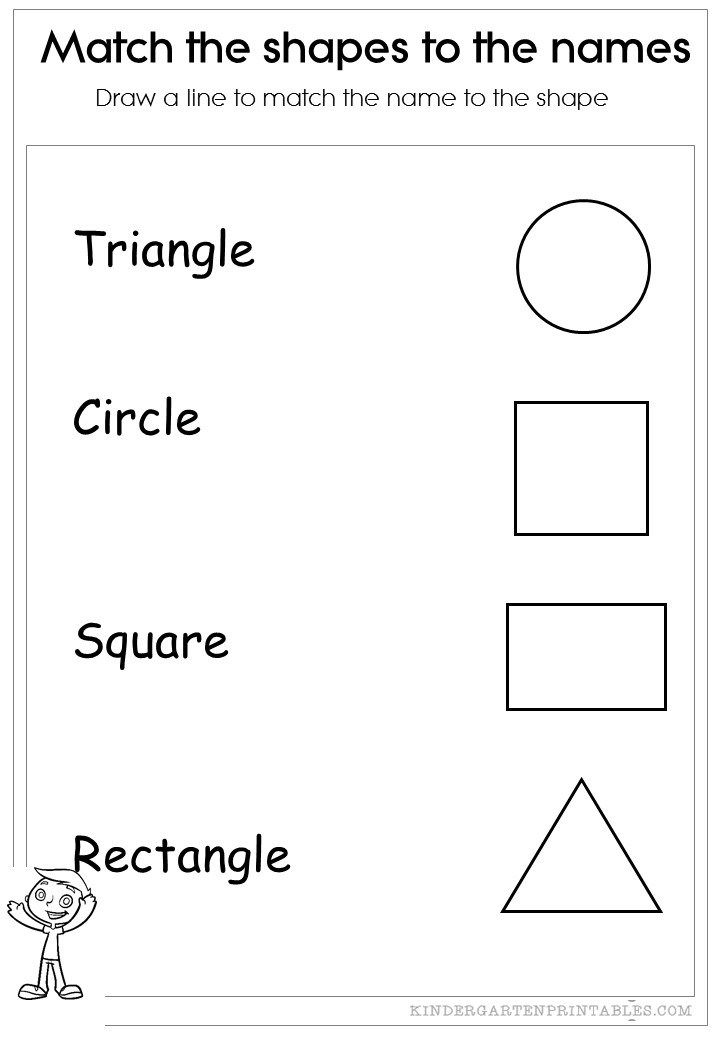 Match the shapes to the names
Draw a line to match the name to the shape
Triangle
Circle
Square
Rectangle
KINDERGARTENPRINTABLES.COM